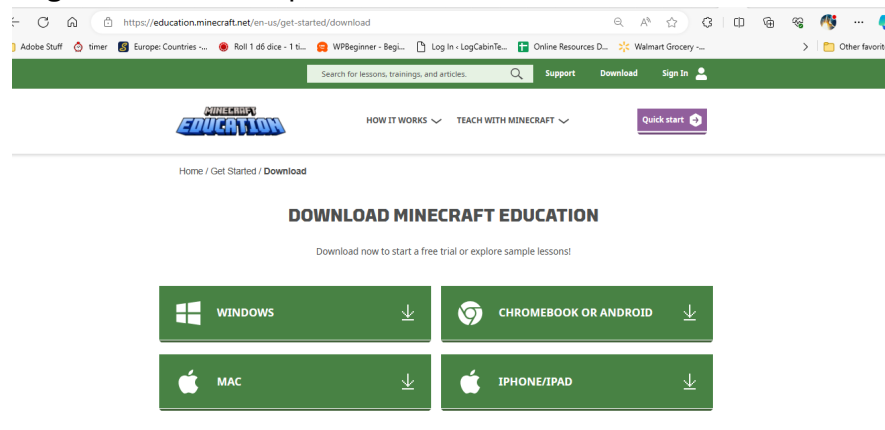 https://education.minecraft.net/en-us/get-started/download
Adobe Stuff timer Europe: Countries -... Roll 1 d6 dice - 1 ti... WPBeginner - Begi... Log In ‹ LogCabinTe... Online Resources D... Walmart Grocery -... Other favorit
Search for lessons, trainings, and articles. Support Download Sign In
MINECRAFT
EDUCATION
HOW IT WORKS TEACH WITH MINECRAFT Quick start
Home / Get Started / Download
DOWNLOAD MINECRAFT EDUCATION
Download now to start a free trial or explore sample lessons!
WINDOWS CHROMEBOOK OR ANDROID
MAC IPHONE/IPAD